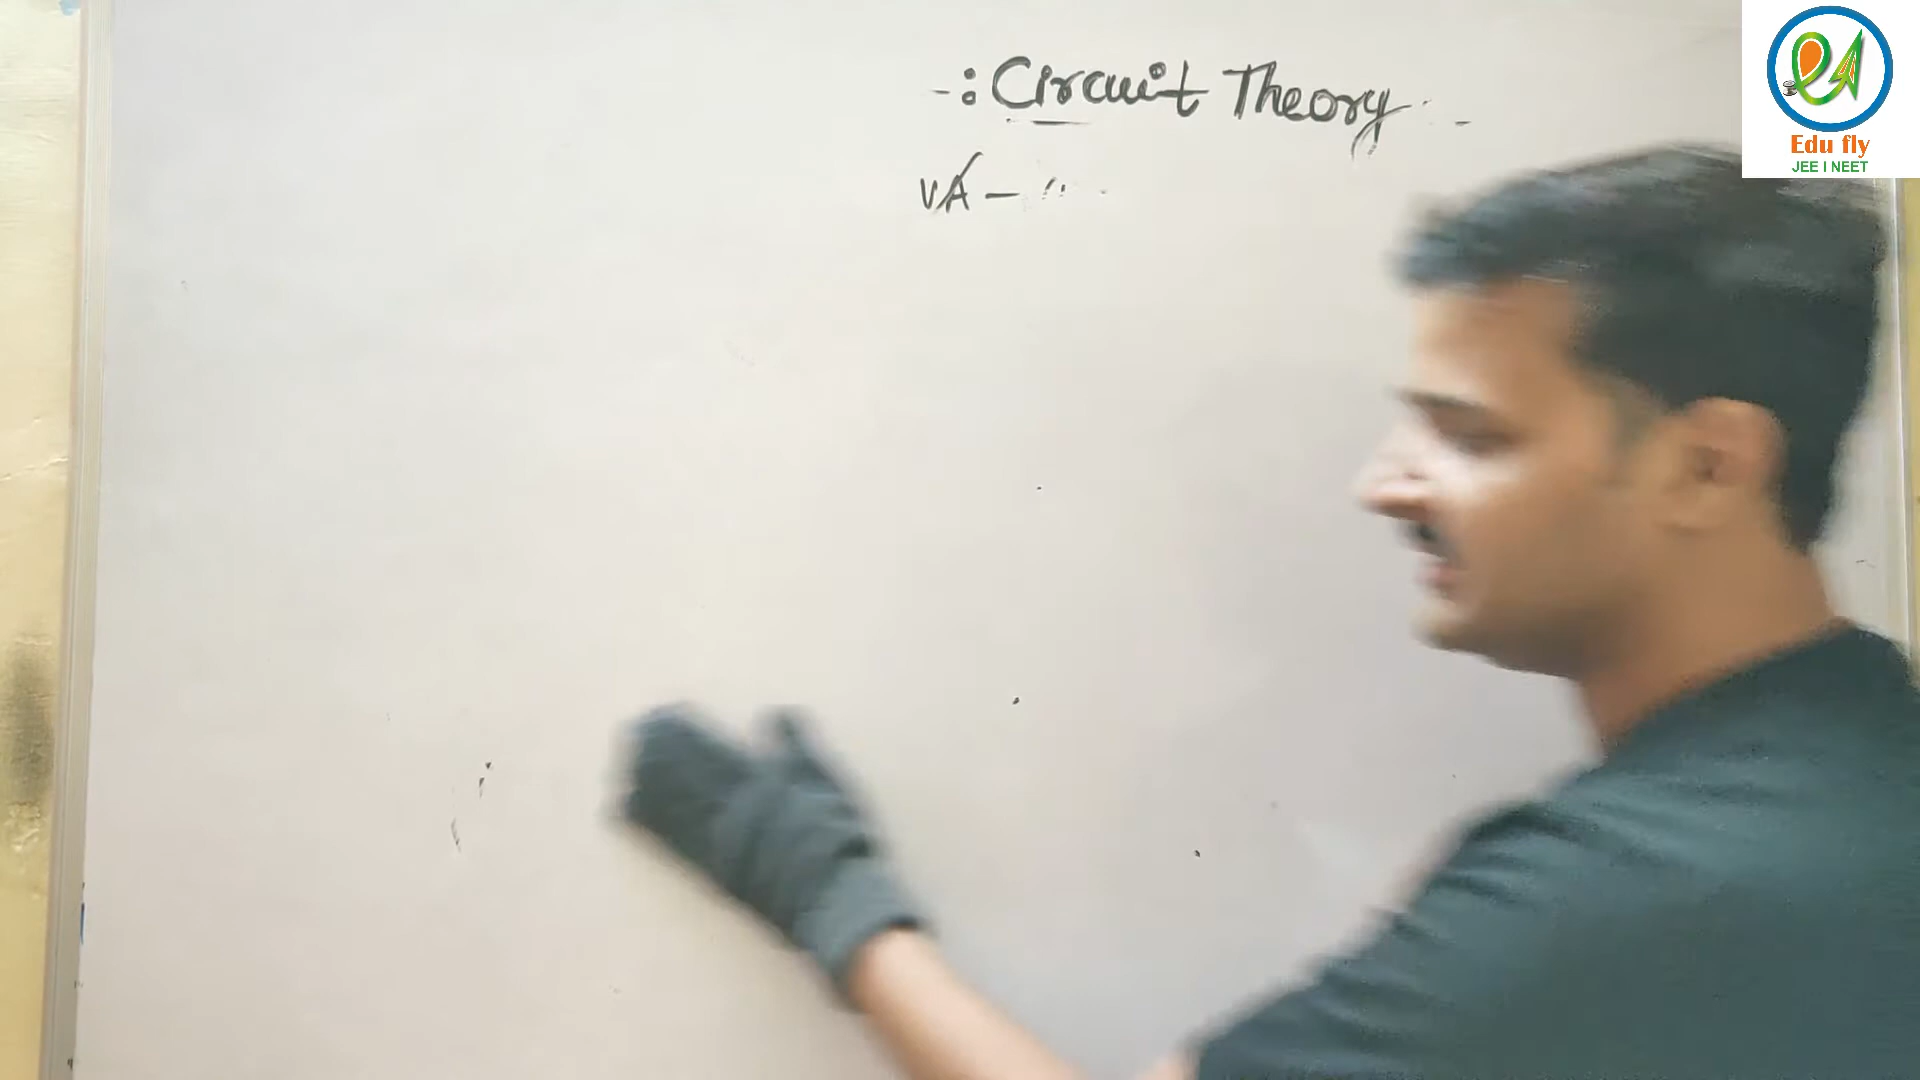 -: Circuit Theory -
VA -
Edu fly
JEE I NEET